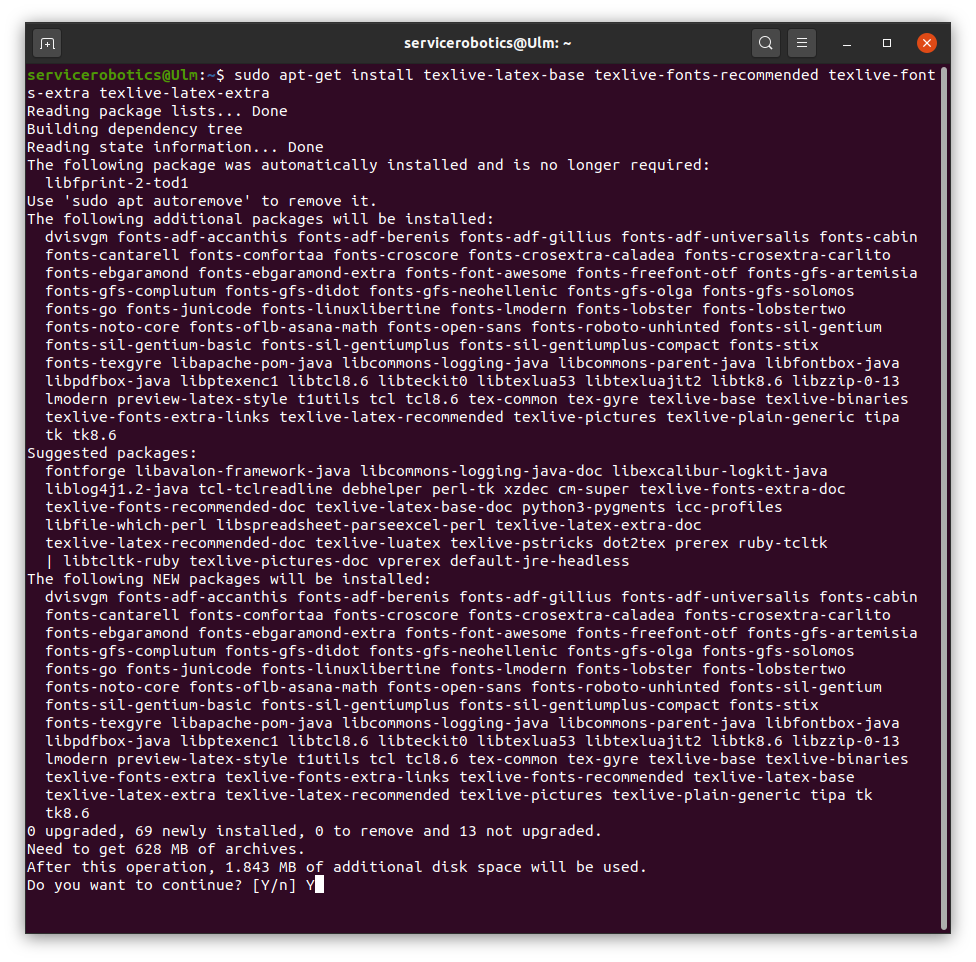 servicerobotics@Ulm: ~
servicerobotics@Ulm:~$ sudo apt-get install texlive-latex-base texlive-fonts-recommended texlive-font
s-extra texlive-latex-extra
Reading package lists... Done
Building dependency tree
Reading state information... Done
The following package was automatically installed and is no longer required:
  libfprint-2-tod1
Use 'sudo apt autoremove' to remove it.
The following additional packages will be installed:
  dvisvgm fonts-adf-accanthis fonts-adf-berenis fonts-adf-gillius fonts-adf-universalis fonts-cabin
  fonts-cantarell fonts-comfortaa fonts-croscore fonts-crosextra-caladea fonts-crosextra-carlito
  fonts-ebgaramond fonts-ebgaramond-extra fonts-font-awesome fonts-freefont-otf fonts-gfs-artemisia
  fonts-gfs-complutum fonts-gfs-didot fonts-gfs-neohellenic fonts-gfs-olga fonts-gfs-solomos
  fonts-go fonts-junicode fonts-linuxlibertine fonts-lmodern fonts-lobster fonts-lobstertwo
  fonts-noto-core fonts-oflb-asana-math fonts-open-sans fonts-roboto-unhinted fonts-sil-gentium
  fonts-sil-gentium-basic fonts-sil-gentiumplus fonts-sil-gentiumplus-compact fonts-stix
  fonts-texgyre libapache-pom-java libcommons-logging-java libcommons-parent-java libfontbox-java
  libpdfbox-java libptexenc1 libtcl8.6 libteckit0 libtexlua53 libtexluajit2 libtk8.6 libzzip-0-13
  lmodern preview-latex-style t1utils tcl tcl8.6 tex-common tex-gyre texlive-base texlive-binaries
  texlive-fonts-extra-links texlive-latex-recommended texlive-pictures texlive-plain-generic tipa
  tk tk8.6
Suggested packages:
  fontforge libavalon-framework-java libcommons-logging-java-doc libexcalibur-logkit-java
  liblog4j1.2-java tcl-tclreadline debhelper perl-tk xzdec cm-super texlive-fonts-extra-doc
  texlive-fonts-recommended-doc texlive-latex-base-doc python3-pygments icc-profiles
  libfile-which-perl libspreadsheet-parseexcel-perl texlive-latex-extra-doc
  texlive-latex-recommended-doc texlive-luatex texlive-pstricks dot2tex prerex ruby-tcltk
  | libtcltk-ruby texlive-pictures-doc vprerex default-jre-headless
The following NEW packages will be installed:
  dvisvgm fonts-adf-accanthis fonts-adf-berenis fonts-adf-gillius fonts-adf-universalis fonts-cabin
  fonts-cantarell fonts-comfortaa fonts-croscore fonts-crosextra-caladea fonts-crosextra-carlito
  fonts-ebgaramond fonts-ebgaramond-extra fonts-font-awesome fonts-freefont-otf fonts-gfs-artemisia
  fonts-gfs-complutum fonts-gfs-didot fonts-gfs-neohellenic fonts-gfs-olga fonts-gfs-solomos
  fonts-go fonts-junicode fonts-linuxlibertine fonts-lmodern fonts-lobster fonts-lobstertwo
  fonts-noto-core fonts-oflb-asana-math fonts-open-sans fonts-roboto-unhinted fonts-sil-gentium
  fonts-sil-gentium-basic fonts-sil-gentiumplus fonts-sil-gentiumplus-compact fonts-stix
  fonts-texgyre libapache-pom-java libcommons-logging-java libcommons-parent-java libfontbox-java
  libpdfbox-java libptexenc1 libtcl8.6 libteckit0 libtexlua53 libtexluajit2 libtk8.6 libzzip-0-13
  lmodern preview-latex-style t1utils tcl tcl8.6 tex-common tex-gyre texlive-base texlive-binaries
  texlive-fonts-extra texlive-fonts-extra-links texlive-fonts-recommended texlive-latex-base
  texlive-latex-extra texlive-latex-recommended texlive-pictures texlive-plain-generic tipa tk
  tk8.6
0 upgraded, 69 newly installed, 0 to remove and 13 not upgraded.
Need to get 628 MB of archives.
After this operation, 1.843 MB of additional disk space will be used.
Do you want to continue? [Y/n] Y